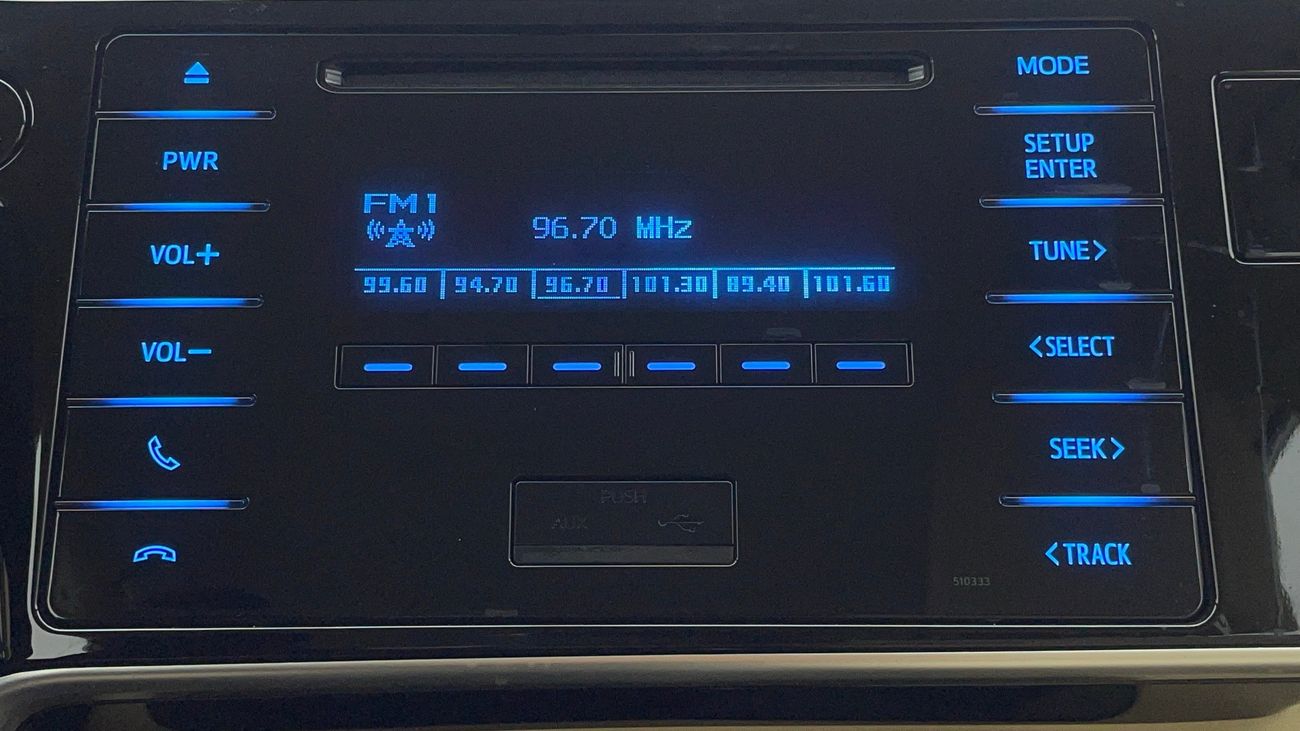 MODE
PWR
SETUP
ENTER
FM1
96.70 MHz
VOL+
TUNE>
99.60 94.70 96.70 101.30 89.40 101.60
VOL-
<SELECT
SEEK>
PUSH
AUX
<TRACK
510333